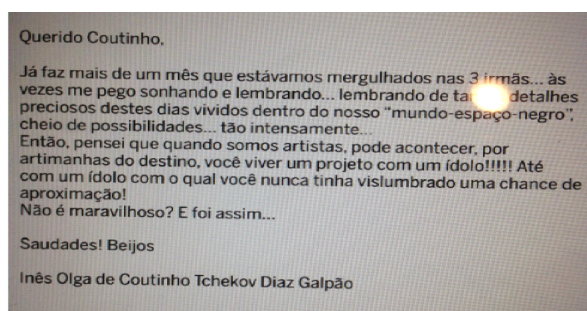 Querido Coutinho,
Já faz mais de um mês que estávamos mergulhados nas 3 irmãs... às
vezes me pego sonhando e lembrando... lembrando de detalhes
preciosos destes dias vividos dentro do nosso "mundo-espaço-negro",
cheio de possibilidades... tão intensamente...
Então, pensei que quando somos artistas, pode acontecer, por
artimanhas do destino, você viver um projeto com um ídolo!!!!! Até
com um ídolo com o qual você nunca tinha vislumbrado uma chance de
aproximação!
Não é maravilhoso? E foi assim...
Saudades! Beijos
Inês Olga de Coutinho Tchekov Diaz Galpão